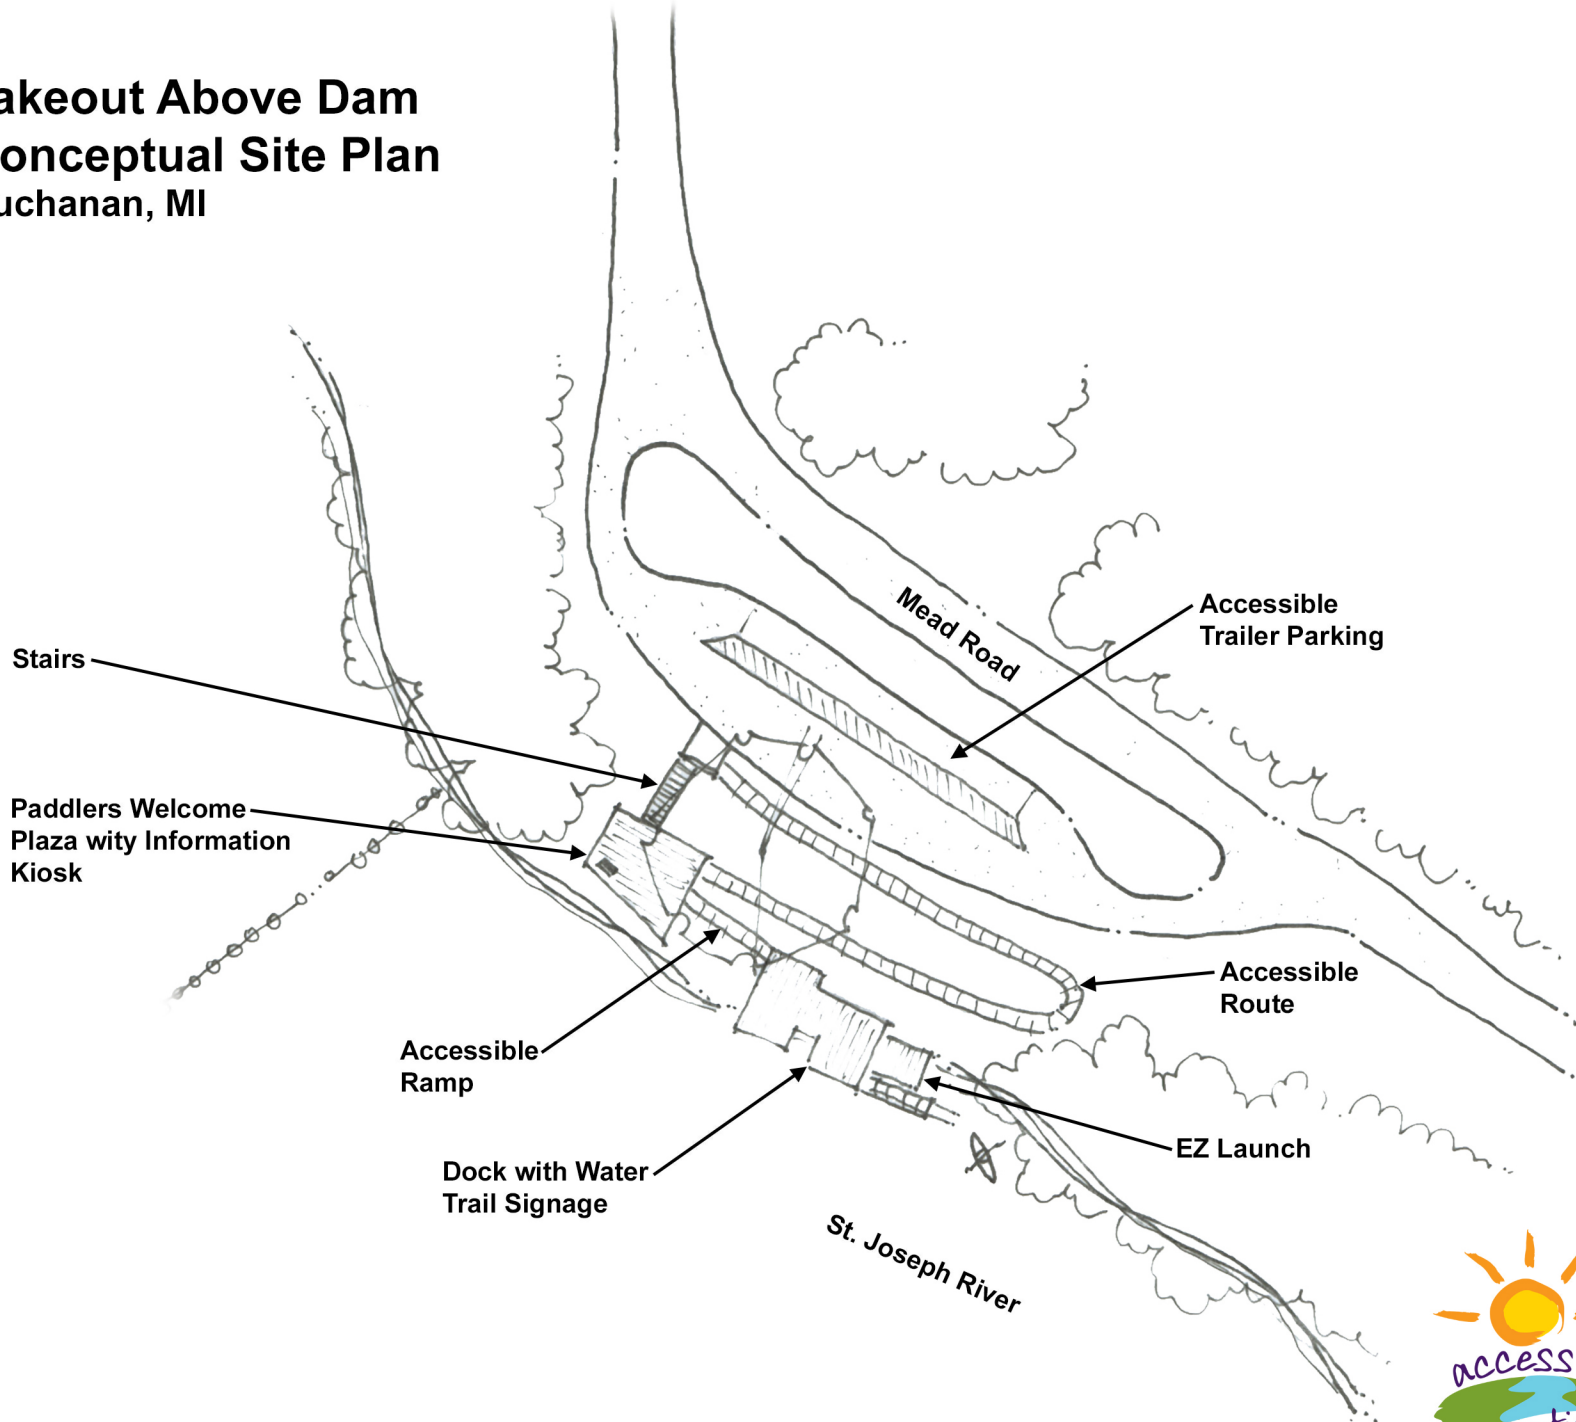 akeout Above Dam
onceptual Site Plan
uchanan, MI
Mead Road
Accessible
Trailer Parking
Stairs
Paddlers Welcome
Plaza wity Information
Kiosk
Accessible
Route
Accessible
Ramp
EZ Launch
Dock with Water
Trail Signage
St. Joseph River
access